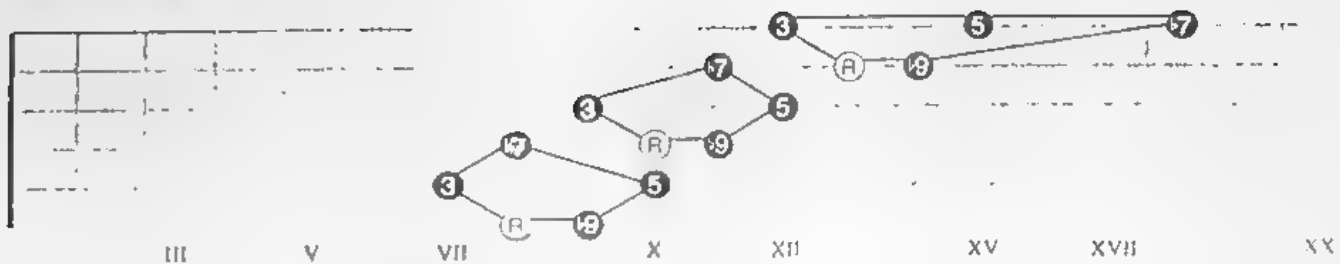 3 5 ♭7
♭7 R ♭9
3 5
♭7 R ♭9
3 5
R ♭9
III V VII X XII XV XVII XX